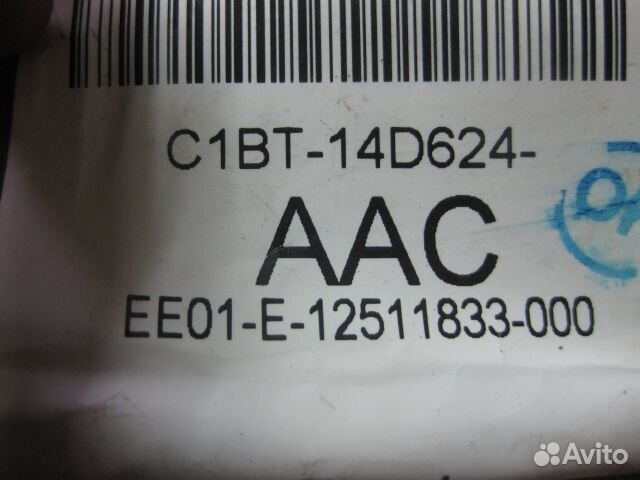 C1BT-14D624-
AAC
EE01-E-12511833-000
Avito